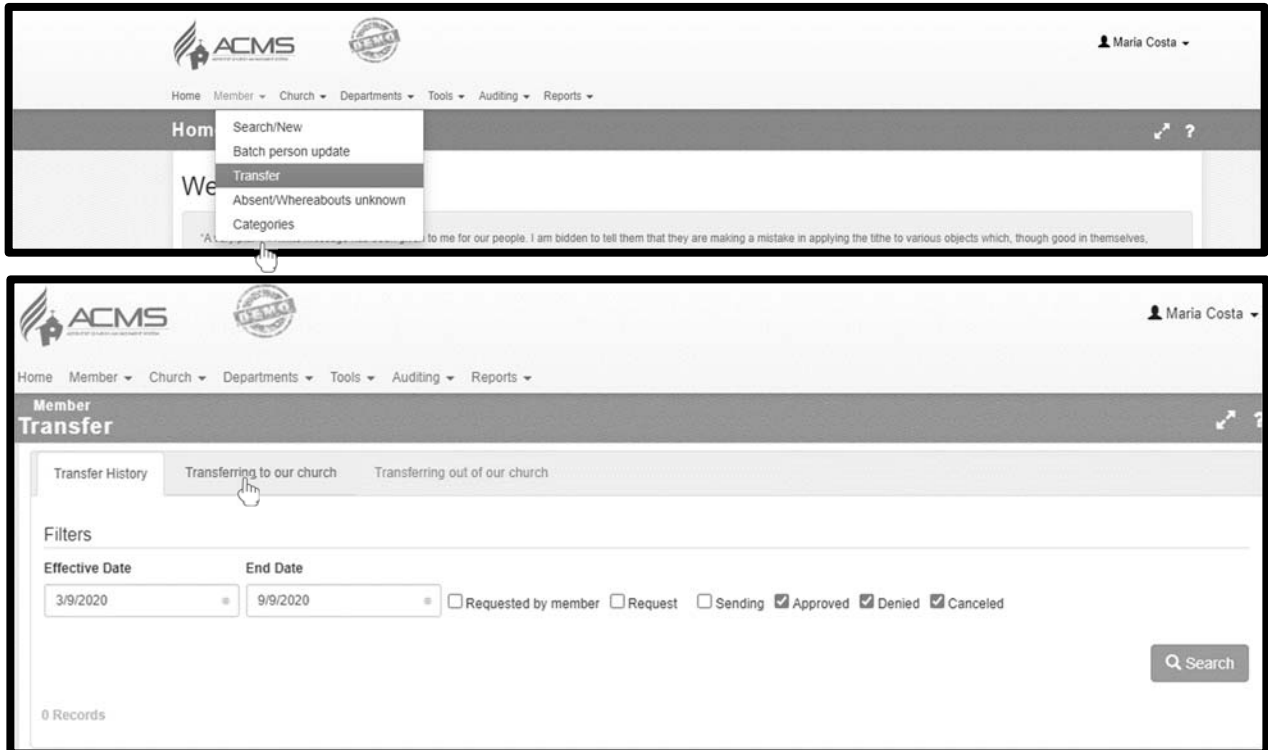 ACMS
DEMO
Maria Costa
Home Member Church Departments Tools Auditing Reports
Hom
Search/New
Batch person update
Transfer
Absent/Whereabouts unknown
Categories
We
"A to me for our people. I am bidden to tell them that they are making a mistake in applying the tithe to various objects which, though good in themselves,
ACMS
DEMO
Maria Costa
Home Member Church Departments Tools Auditing Reports
Member
Transfer
?
Transfer History Transferring to our church Transferring out of our church
Filters
Effective Date End Date
3/9/2020 9/9/2020 Requested by member Request Sending Approved Denied Canceled
Search
0 Records